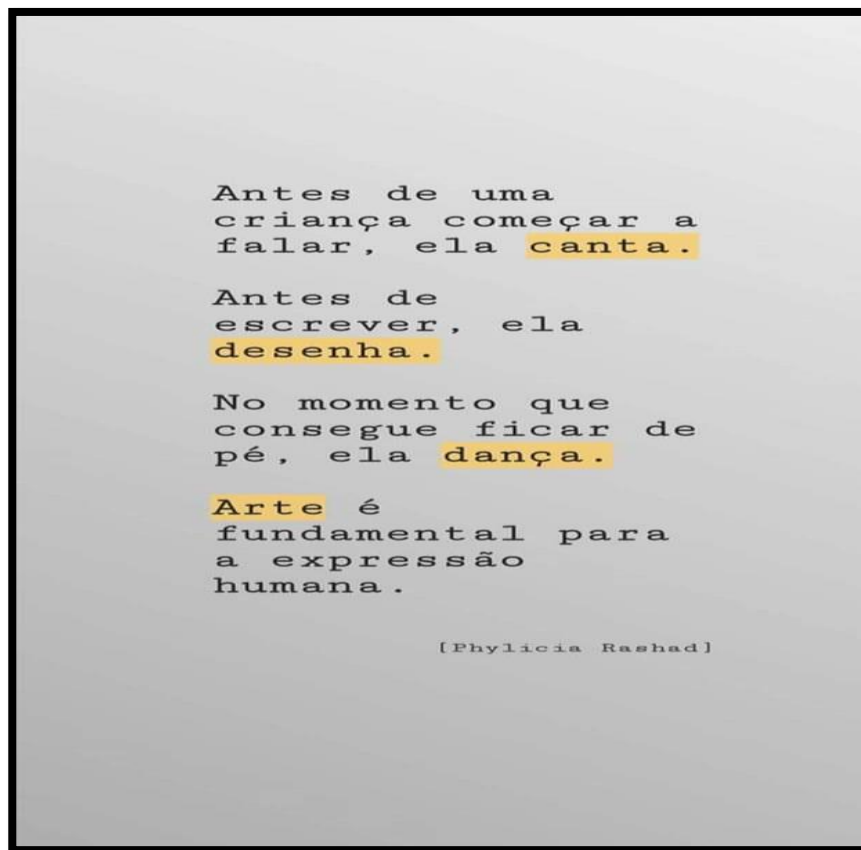 Antes de uma
criança começar a
falar, ela canta.
Antes de
escrever, ela
desenha.
No momento que
consegue ficar de
pé, ela dança.
Arte é
fundamental para
a expressão
humana.
[Phylicia Rashad]